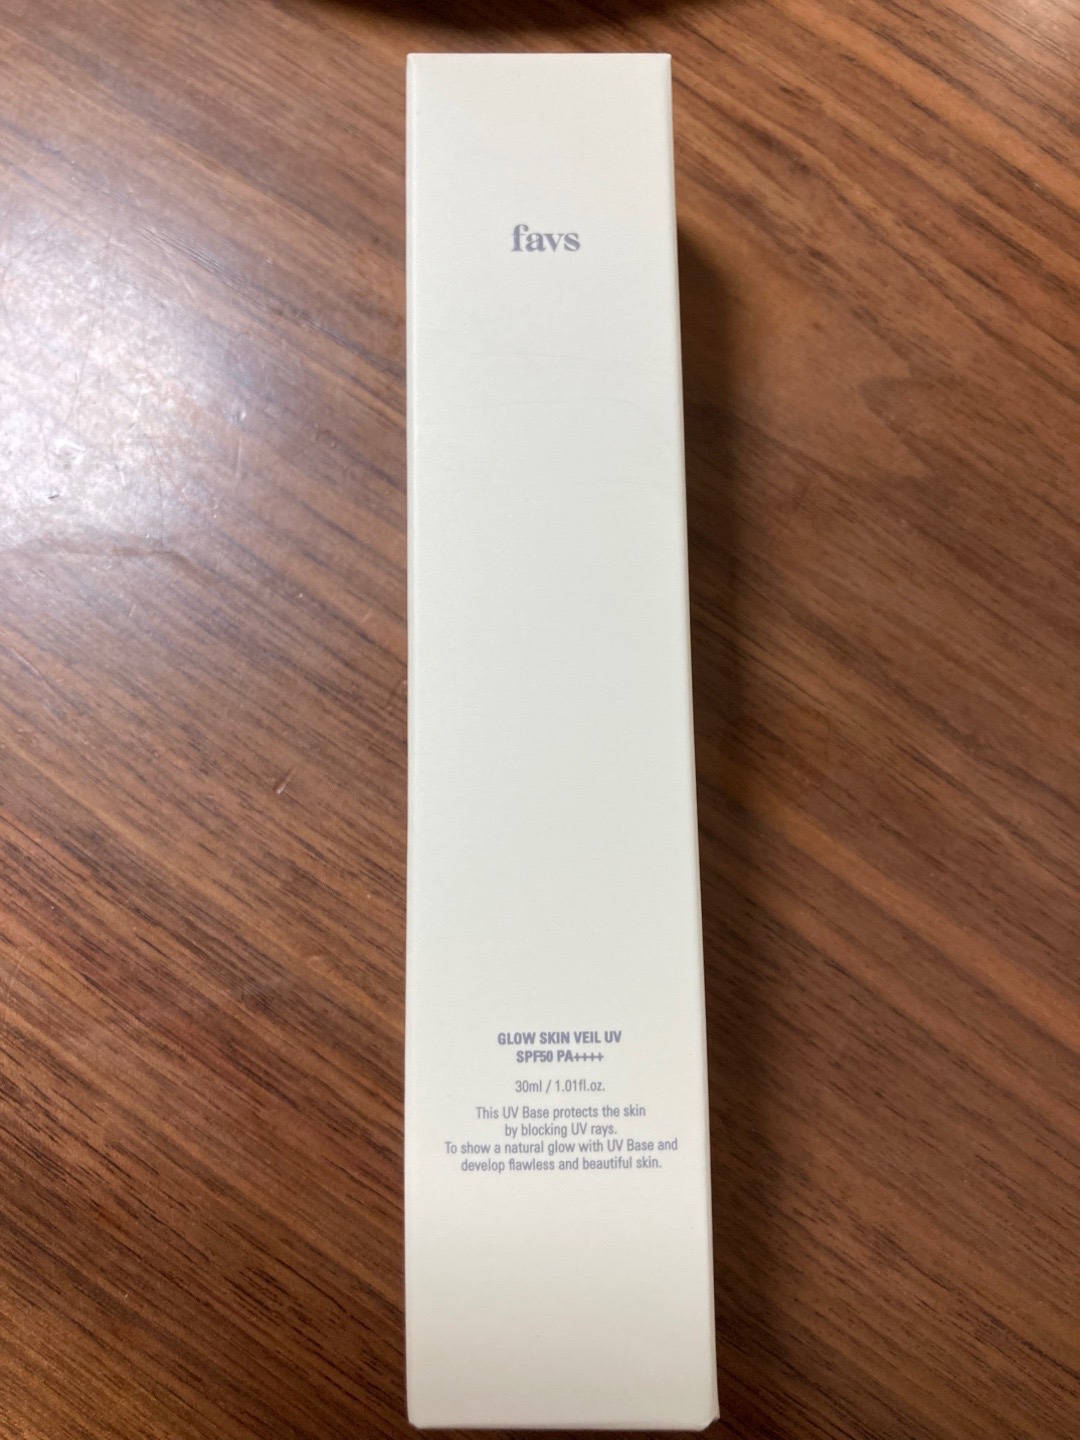 favs
GLOW SKIN VEIL UV
SPF50 PA++++
30ml / 1.01fl.oz.
This UV Base protects the skin
by blocking UV rays.
To show a natural glow with UV Base and
develop flawless and beautiful skin.